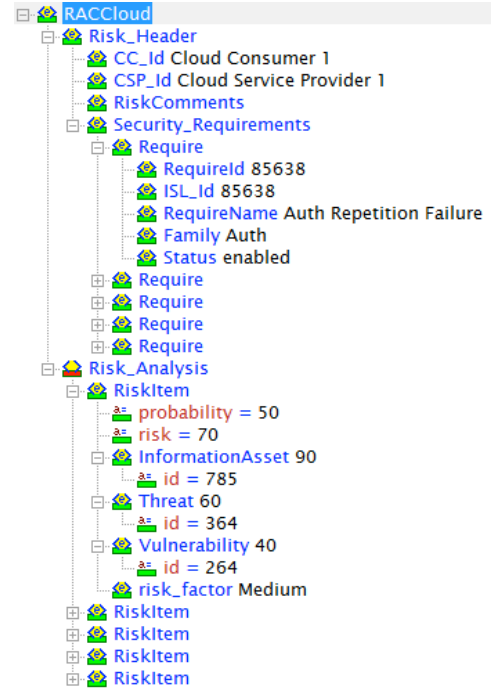 RACCloud
Risk_Header
CC_Id Cloud Consumer 1
CSP_Id Cloud Service Provider 1
RiskComments
Security_Requirements
Require
RequireId 85638
ISL_Id 85638
RequireName Auth Repetition Failure
Family Auth
Status enabled
Require
Require
Require
Require
Risk_Analysis
RiskItem
probability = 50
risk = 70
InformationAsset 90
id = 785
Threat 60
id = 364
Vulnerability 40
id = 264
risk_factor Medium
RiskItem
RiskItem
RiskItem
RiskItem